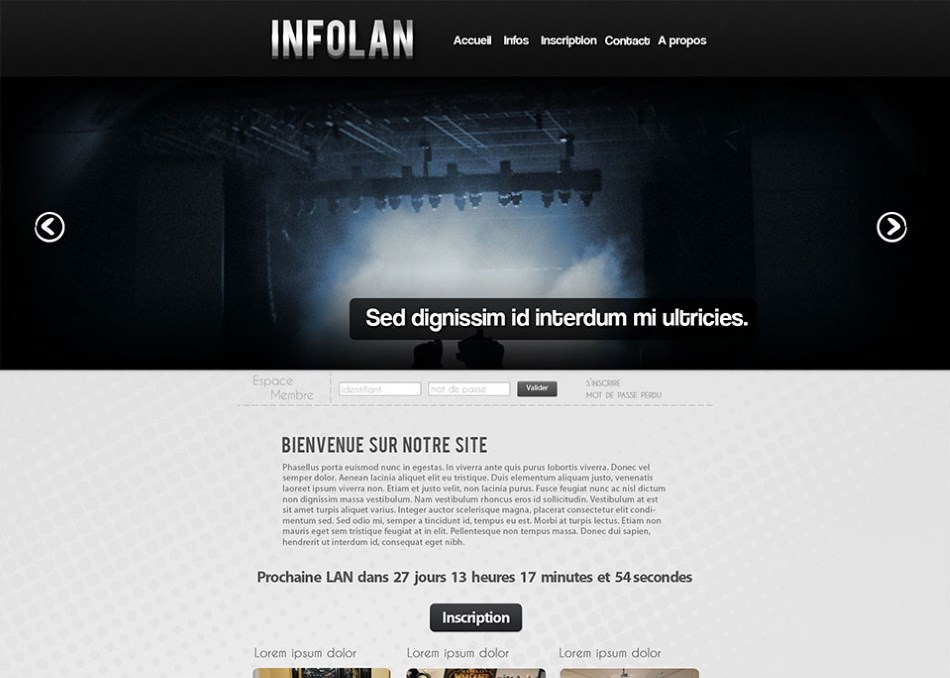 INFOLAN
Accueil Infos Inscription Contact A propos
Sed dignissim id interdum mi ultricies.
Espace
Membre
identifiant mot de passe Valider
S'INSCRIRE
MOT DE PASSE PERDU
BIENVENUE SUR NOTRE SITE
Phasellus porta euismod nunc in egestas. In viverra ante quis purus lobortis viverra. Donec vel
semper dolor. Aenean lacinia aliquet elit eu tristique. Duis elementum aliquam justo, venenatis
laoreet ipsum viverra non. Etiam et justo velit, non lacinia purus. Fusce feugiat nunc ac nisl dictum
non dignissim massa vestibulum. Nam vestibulum rhoncus eros id sollicitudin. Vestibulum at est
sit amet turpis aliquet varius. Integer auctor scelerisque magna, placerat consectetur elit condi-
mentum sed. Sed odio mi, semper a tincidunt id, tempus eu est. Morbi at turpis lectus. Etiam non
mauris eget sem tristique feugiat at in elit. Pellentesque non tempus massa. Donec dui sapien,
hendrerit ut interdum id, consequat eget nibh.
Prochaine LAN dans 27 jours 13 heures 17 minutes et 54 secondes
Inscription
Lorem ipsum dolor Lorem ipsum dolor Lorem ipsum dolor